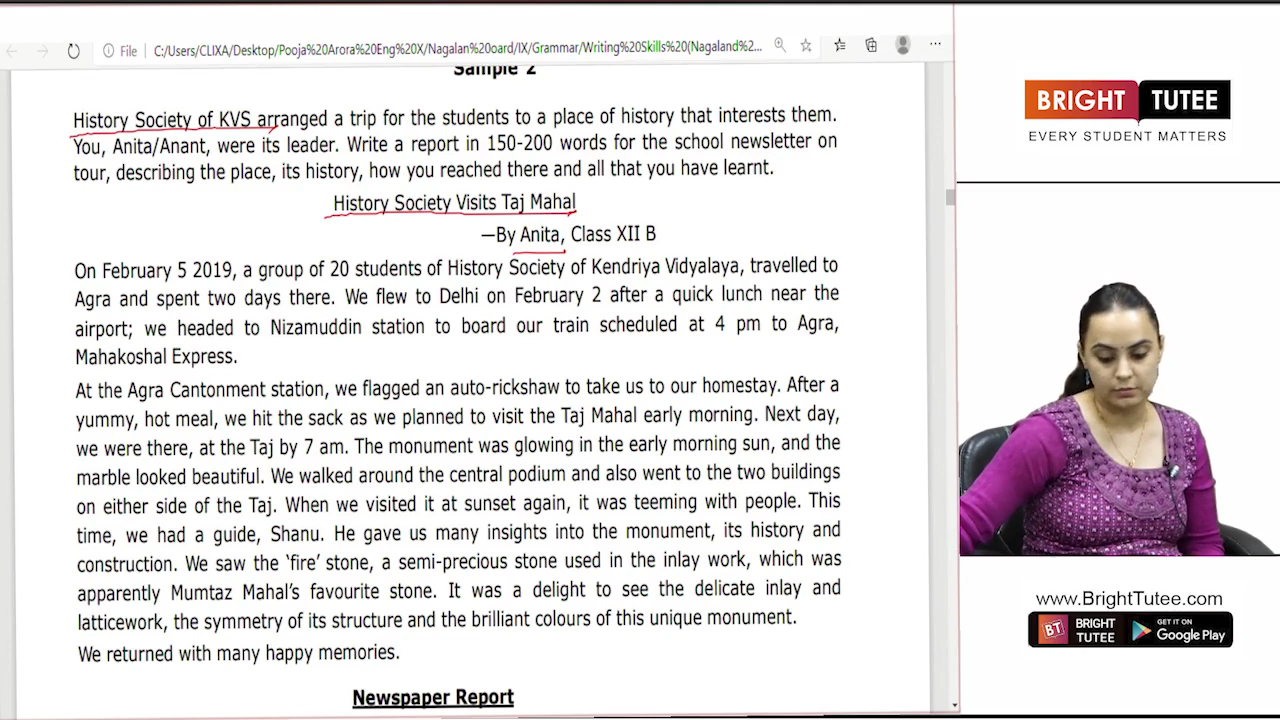 File
C:/Users/CLIXA/Desktop/Pooja%20Arora%20Eng%20X/Nagalan%20oard/IX/Grammar/Writing%20Skills%20(Nagaland%2...
Sample 2
History Society of KVS arranged a trip for the students to a place of history that interests them.
You, Anita/Anant, were its leader. Write a report in 150-200 words for the school newsletter on
tour, describing the place, its history, how you reached there and all that you have learnt.
History Society Visits Taj Mahal
—By Anita, Class XII B
On February 5 2019, a group of 20 students of History Society of Kendriya Vidyalaya, travelled to
Agra and spent two days there. We flew to Delhi on February 2 after a quick lunch near the
airport; we headed to Nizamuddin station to board our train scheduled at 4 pm to Agra,
Mahakoshal Express.
At the Agra Cantonment station, we flagged an auto-rickshaw to take us to our homestay. After a
yummy, hot meal, we hit the sack as we planned to visit the Taj Mahal early morning. Next day,
we were there, at the Taj by 7 am. The monument was glowing in the early morning sun, and the
marble looked beautiful. We walked around the central podium and also went to the two buildings
on either side of the Taj. When we visited it at sunset again, it was teeming with people. This
time, we had a guide, Shanu. He gave us many insights into the monument, its history and
construction. We saw the 'fire' stone, a semi-precious stone used in the inlay work, which was
apparently Mumtaz Mahal's favourite stone. It was a delight to see the delicate inlay and
latticework, the symmetry of its structure and the brilliant colours of this unique monument.
We returned with many happy memories.
Newspaper Report
BRIGHT TUTEE
EVERY STUDENT MATTERS
www.BrightTutee.com
BT BRIGHT TUTEE
GET IT ON
Google Play